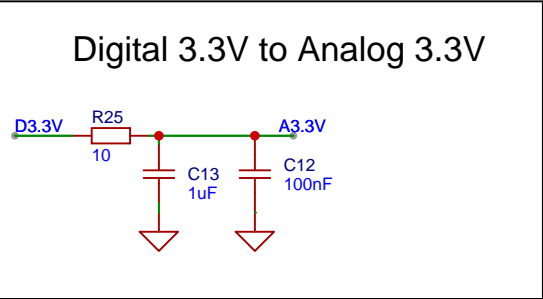 Digital 3.3V to Analog 3.3V
D3.3V
R25
10
A3.3V
C13
1uF
C12
100nF